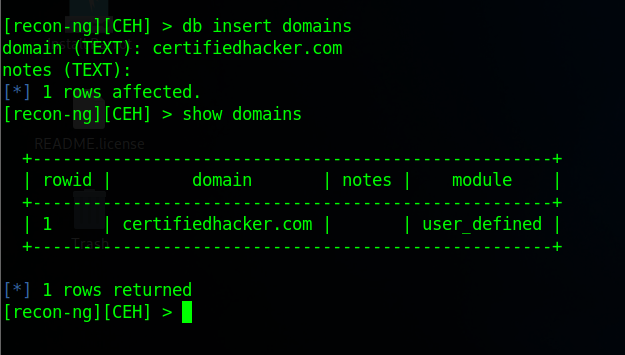 [recon-ng][CEH] > db insert domains
domain (TEXT): certifiedhacker.com
notes (TEXT):
[*] 1 rows affected.
[recon-ng][CEH] > show domains
README.license
+----------------------------------------------------+
| rowid |        domain       | notes |    module    |
+----------------------------------------------------+
| 1     | certifiedhacker.com |       | user_defined |
+----------------------------------------------------+
Trash
[*] 1 rows returned
[recon-ng][CEH] >